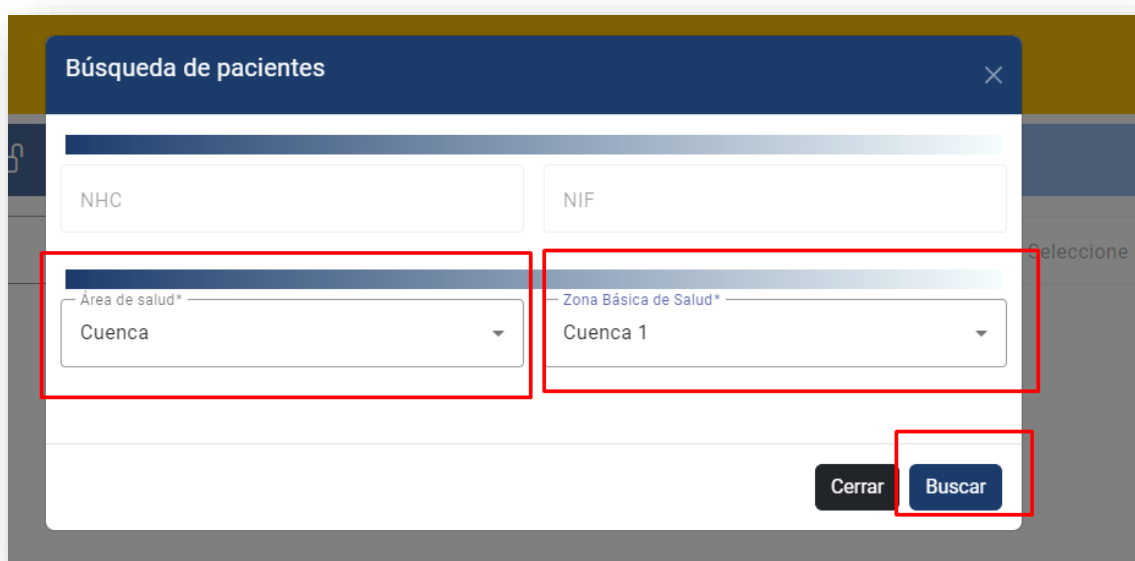 Búsqueda de pacientes
NHC
NIF
Seleccione
Área de salud*
Zona Básica de Salud*
Cuenca
Cuenca 1
Cerrar
Buscar